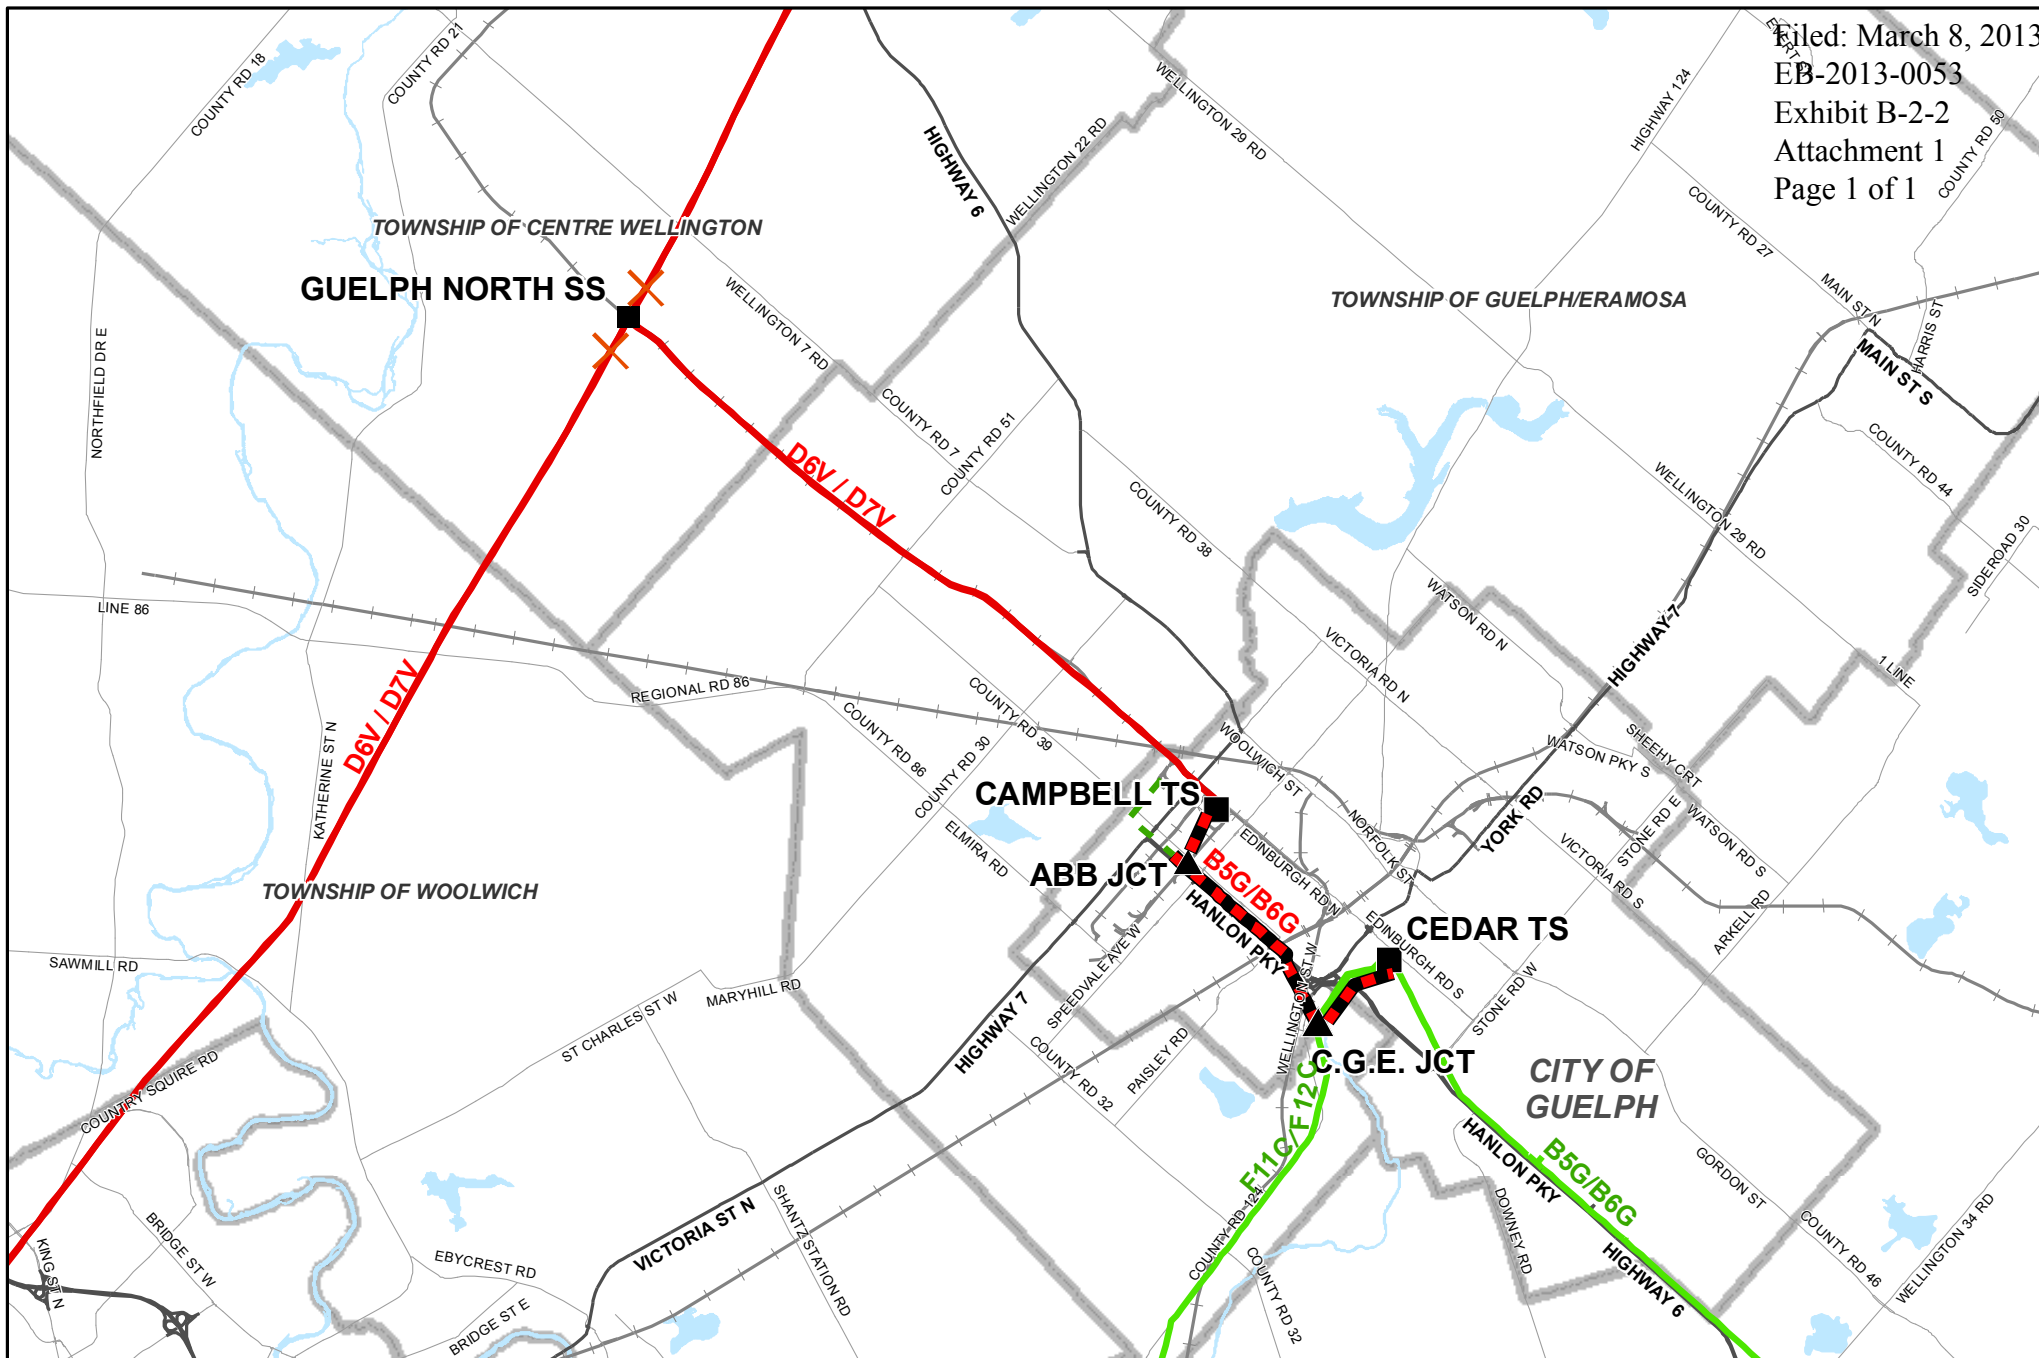 Filed: March 8, 2013
EB-2013-0053
Exhibit B-2-2
Attachment 1
Page 1 of 1
COUNTY RD 18
COUNTY RD 21
HIGHWAY 6
WELLINGTON 22 RD
WELLINGTON 29 RD
HIGHWAY 124
COUNTY RD 50
COUNTY RD 27
TOWNSHIP OF CENTRE WELLINGTON
GUELPH NORTH SS
WELLINGTON 7 RD
TOWNSHIP OF GUELPH/ERAMOSA
MAIN ST N
HARRIS ST
MAIN ST S
NORTHFIELD DR E
COUNTY RD 7
COUNTY RD 51
D6V / D7V
COUNTY RD 38
WELLINGTON 29 RD
COUNTY RD 44
SIDEROAD 30
LINE 86
KATHERINE ST N
D6V / D7V
REGIONAL RD 86
COUNTY RD 86
COUNTY RD 39
COUNTY RD 30
ELMIRA RD
WATSON RD N
VICTORIA RD N
HIGHWAY 7
1 LINE
WOOLWICH ST
WATSON PKY S
SHEEHY CRT
CAMPBELL TS
NORFOLK ST
YORK RD
STONE RD E
WATSON RD S
VICTORIA RD S
ARKELL RD
ABB JCT
B5G/B6G
EDINBURGH RD N
HANLON PKY
TOWNSHIP OF WOOLWICH
SPEEDVALE AVE W
WELLINGTON ST W
CEDAR TS
EDINBURGH RD S
STONE RD W
SAWMILL RD
MARYHILL RD
ST CHARLES ST W
HIGHWAY 7
COUNTY RD 32
PAISLEY RD
C.G.E. JCT
CITY OF
GUELPH
COUNTRY SQUIRE RD
F11C/F12C
HANLON PKY
B5G/B6G
GORDON ST
COUNTY RD 46
WELLINGTON 34 RD
DOWNEY RD
HIGHWAY 6
COUNTY RD 124
COUNTY RD 32
KING ST N
BRIDGE ST W
EBYCREST RD
BRIDGE ST E
VICTORIA ST N
SHANTZ STATION RD